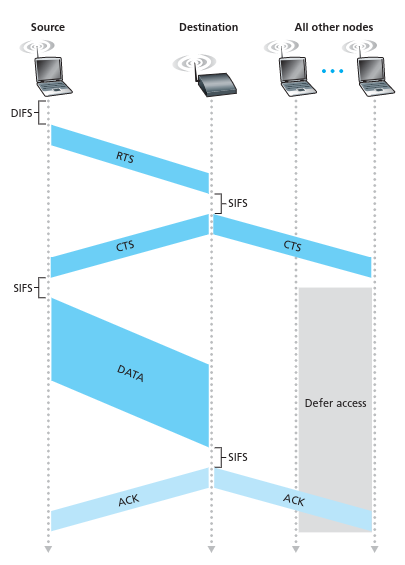 Source
Destination
All other nodes
DIFS
RTS
SIFS
CTS
CTS
SIFS
DATA
Defer access
SIFS
ACK
ACK